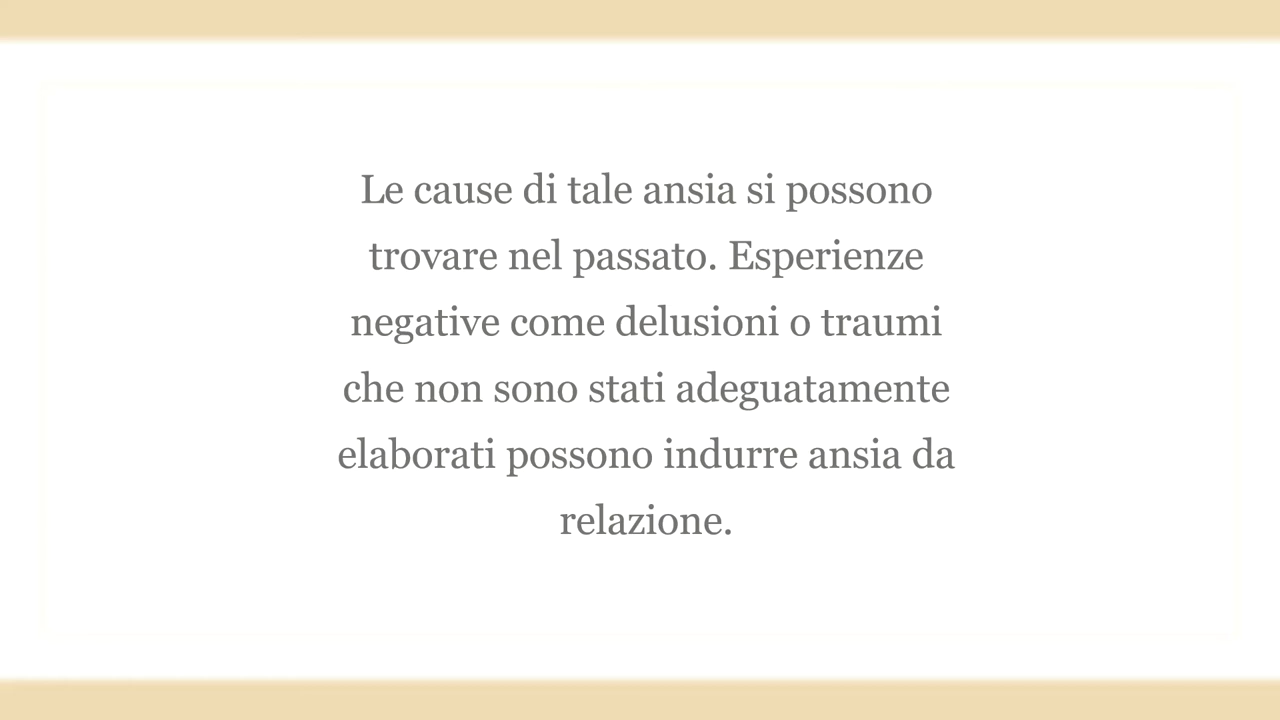 Le cause di tale ansia si possono
trovare nel passato. Esperienze
negative come delusioni o traumi
che non sono stati adeguatamente
elaborati possono indurre ansia da
relazione.